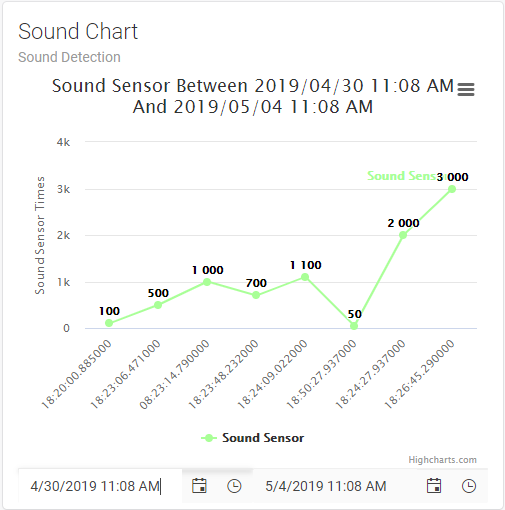 Sound Chart
Sound Detection
Sound Sensor Between 2019/04/30 11:08 AM
And 2019/05/04 11:08 AM
4k
3k
2k
1k
0
Sound Sensor Times
Sound Sensor
100
500
1 000
700
1 100
50
2 000
3 000
18:20:00.885000
18:23:06.471000
08:23:14.790000
18:23:48.232000
18:24:09.022000
18:50:27.937000
18:24:27.937000
18:26:45.290000
Sound Sensor
Highcharts.com
4/30/2019 11:08 AM
5/4/2019 11:08 AM